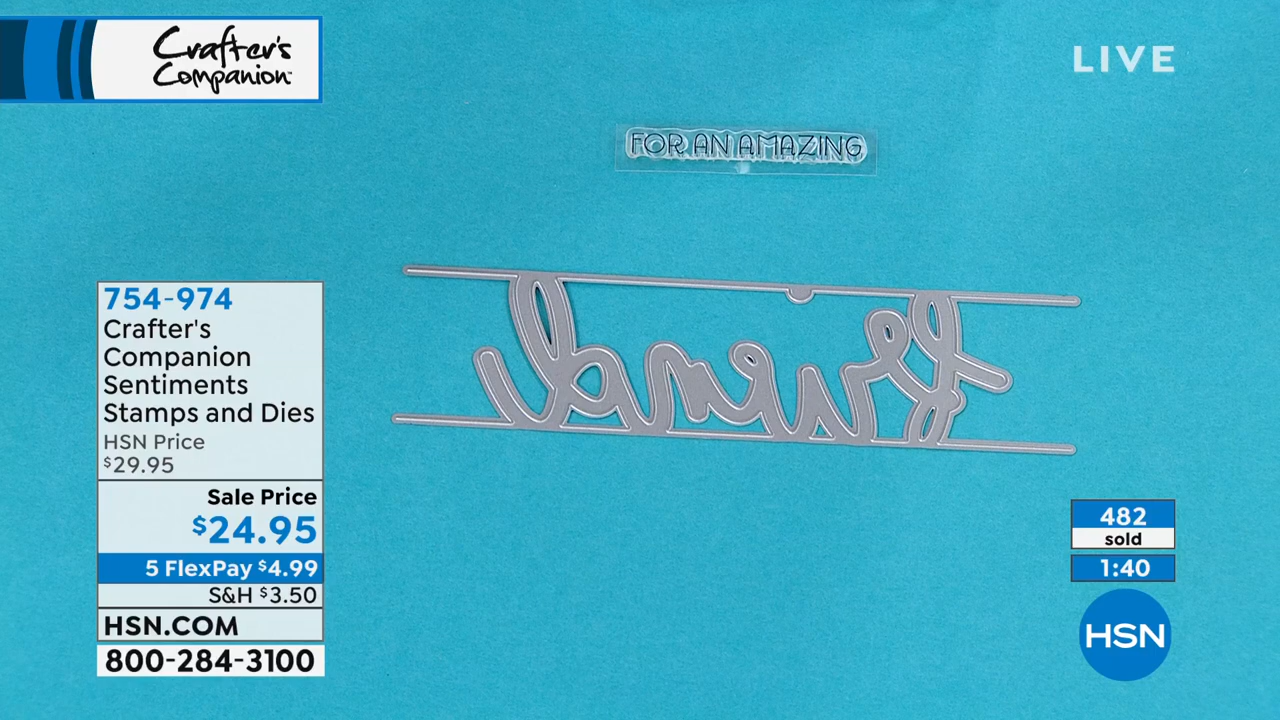 Crafter's
Companion
LIVE
FOR AN AMAZING
friend
754-974
Crafter's
Companion
Sentiments
Stamps and Dies
HSN Price
$29.95
Sale Price
$24.95
5 FlexPay $4.99
S&H $3.50
HSN.COM
800-284-3100
482
sold
1:40
HSN